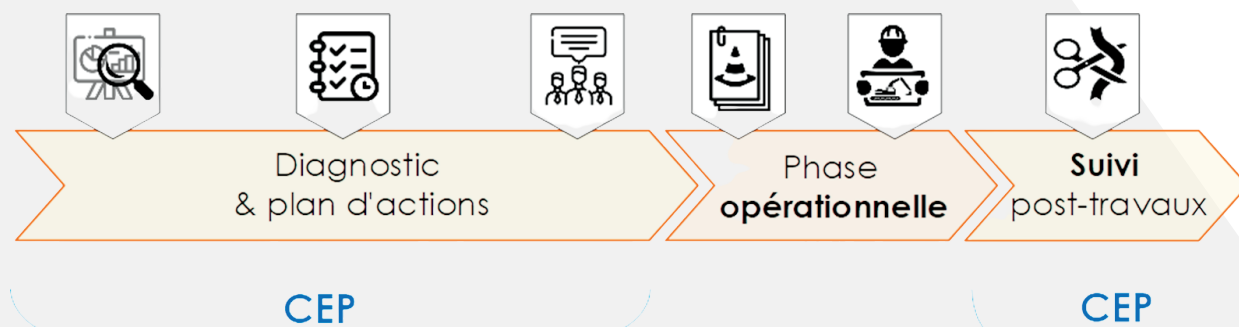 Diagnostic
& plan d'actions
Phase
opérationnelle
Suivi
post-travaux
CEP
CEP